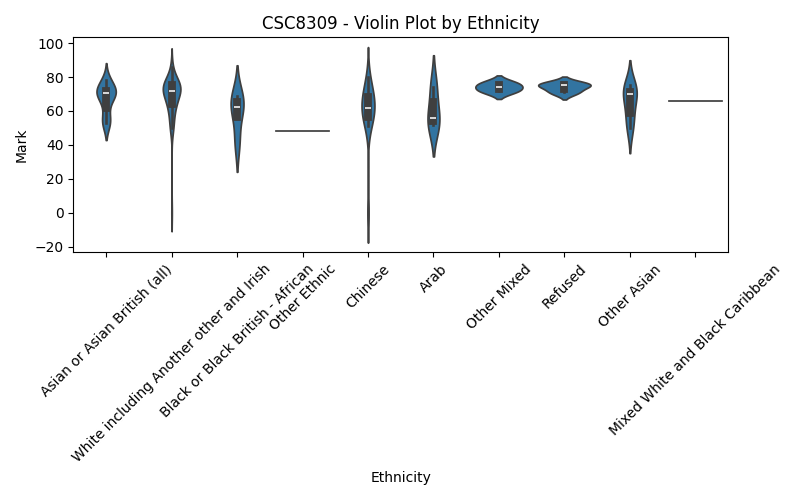 CSC8309 - Violin Plot by Ethnicity
Mark
100
80
60
40
20
0
−20
Asian or Asian British (all)
White including Another other and Irish
Black or Black British - African
Other Ethnic
Chinese
Arab
Other Mixed
Refused
Other Asian
Mixed White and Black Caribbean
Ethnicity